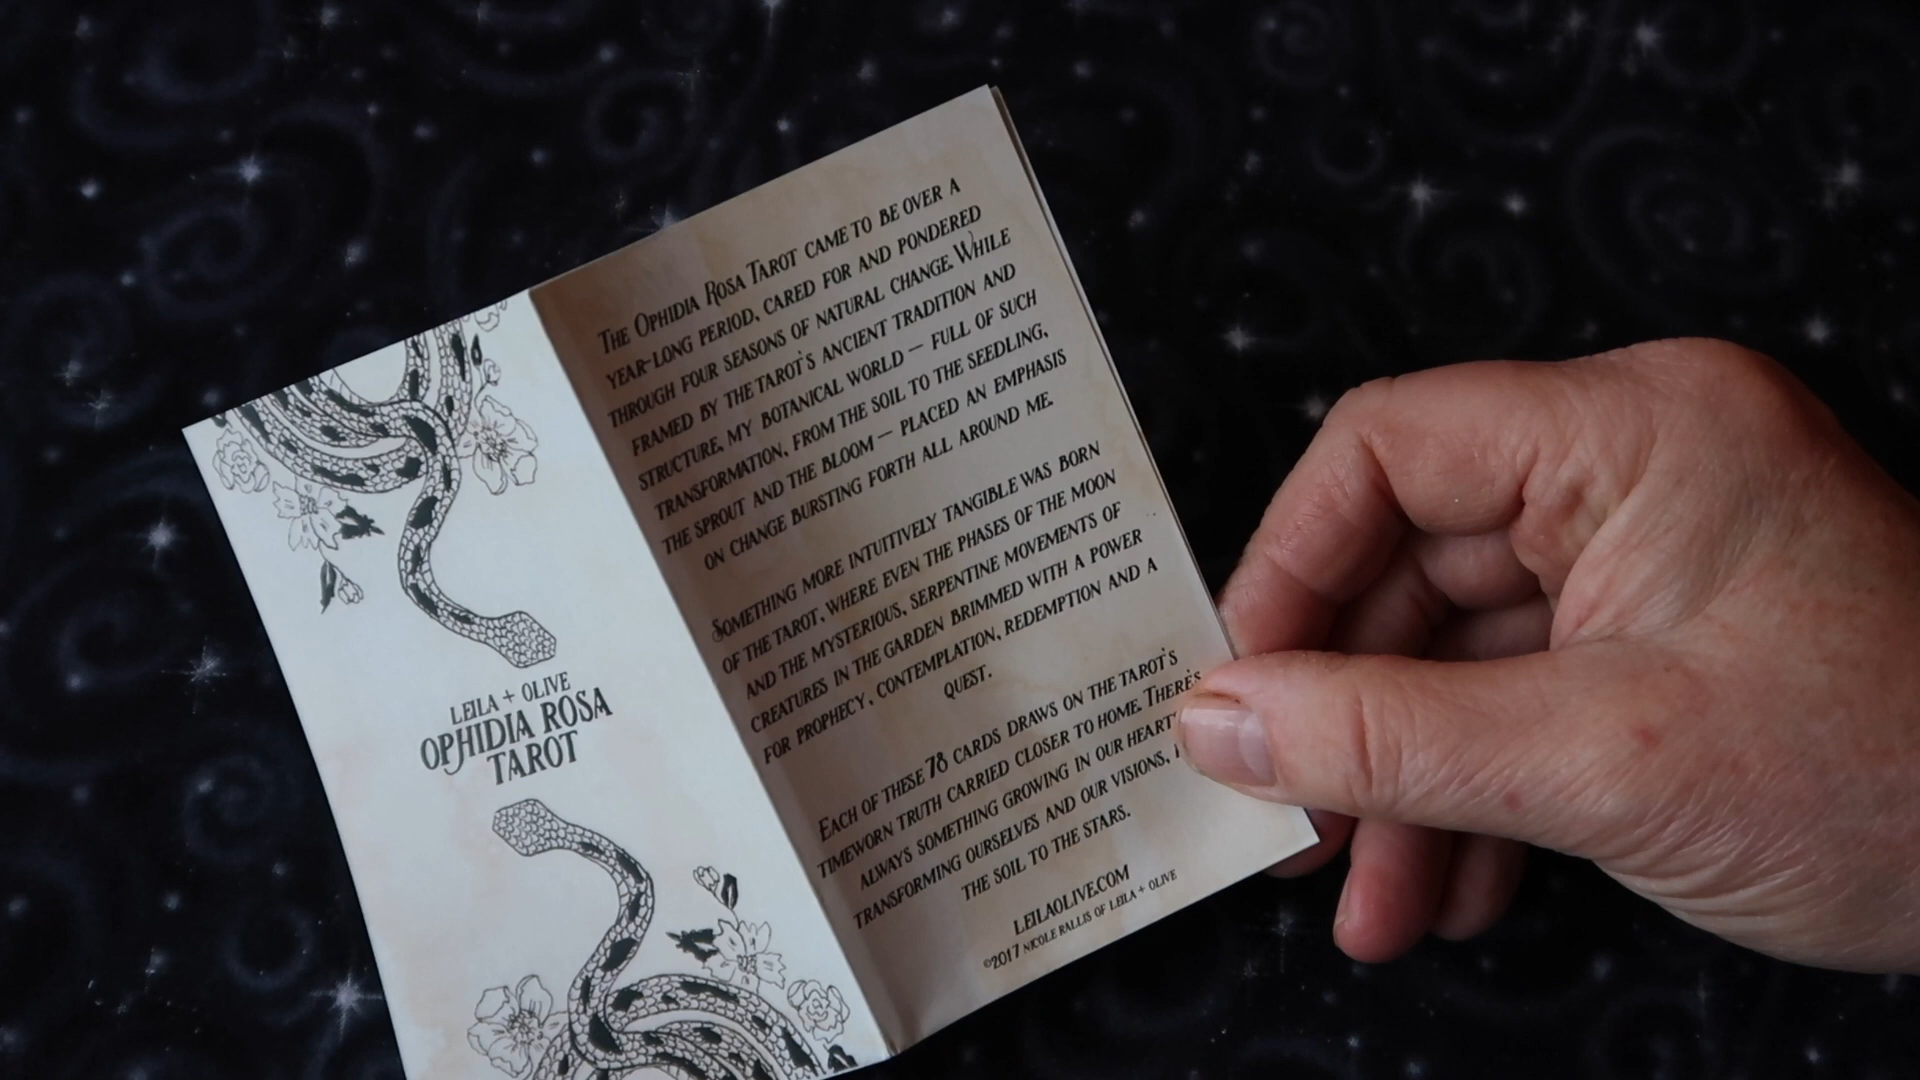 LEILA + OLIVE
OPHIDIA ROSA
TAROT
THE OPHIDIA ROSA TAROT CAME TO BE OVER A
YEAR-LONG PERIOD, CARED FOR AND PONDERED
THROUGH FOUR SEASONS OF NATURAL CHANGE. WHILE
FRAMED BY THE TAROT'S ANCIENT TRADITION AND
STRUCTURE, MY BOTANICAL WORLD — FULL OF SUCH
TRANSFORMATION, FROM THE SOIL TO THE SEEDLING,
THE SPROUT AND THE BLOOM — PLACED AN EMPHASIS
ON CHANGE BURSTING FORTH ALL AROUND ME.
SOMETHING MORE INTUITIVELY TANGIBLE WAS BORN
OF THE TAROT, WHERE EVEN THE PHASES OF THE MOON
AND THE MYSTERIOUS, SERPENTINE MOVEMENTS OF
CREATURES IN THE GARDEN BRIMMED WITH A POWER
FOR PROPHECY, CONTEMPLATION, REDEMPTION AND A
QUEST.
EACH OF THESE 78 CARDS DRAWS ON THE TAROT'S
TIMEWORN TRUTH CARRIED CLOSER TO HOME. THERE'S
ALWAYS SOMETHING GROWING IN OUR HEART
TRANSFORMING OURSELVES AND OUR VISIONS,
THE SOIL TO THE STARS.
LEILAOLIVE.COM
©2017 NICOLE RALLIS OF LEILA + OLIVE